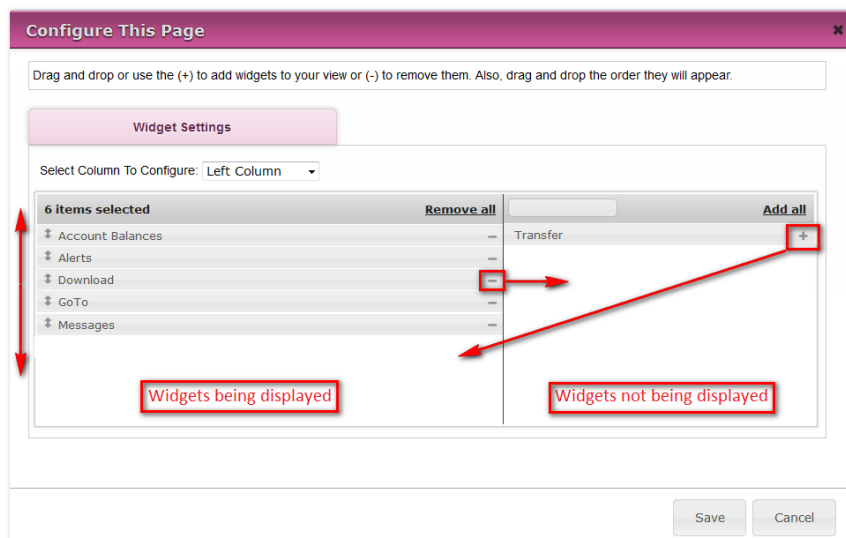 Configure This Page
Drag and drop or use the (+) to add widgets to your view or (-) to remove them. Also, drag and drop the order they will appear.
Widget Settings
Select Column To Configure: Left Column
6 items selected Remove all Add all
Account Balances − Transfer +
Alerts −
Download −
GoTo −
Messages −
Widgets being displayed Widgets not being displayed
Save Cancel